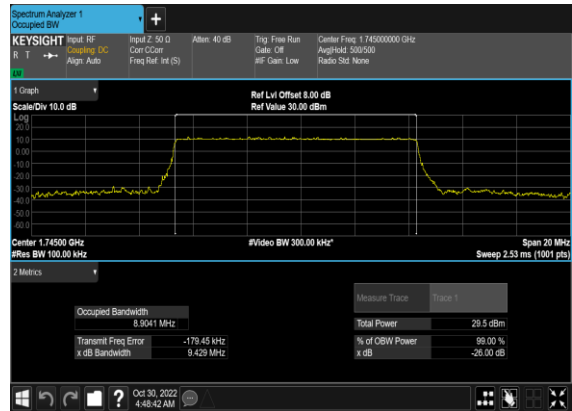 Spectrum Analyzer 1
Occupied BW
+
KEYSIGHT Input: RF Input Z: 50 Ω Atten: 40 dB Trig: Free Run Center Freq: 1.745000000 GHz
R T Coupling: DC Corr CCorr Gate: Off Avg|Hold: 500/500
Align: Auto Freq Ref: Int (S) #IF Gain: Low Radio Std: None
1 Graph
Ref Lvl Offset 8.00 dB
Scale/Div 10.0 dB Ref Value 30.00 dBm
Log
20.0
10.0
0.00
-10.0
-20.0
-30.0
-40.0
-50.0
-60.0
Center 1.74500 GHz #Video BW 300.00 kHz* Span 20 MHz
#Res BW 100.00 kHz Sweep 2.53 ms (1001 pts)
2 Metrics
Measure Trace Trace 1
Occupied Bandwidth
8.9041 MHz Total Power 29.5 dBm
Transmit Freq Error -179.45 kHz % of OBW Power 99.00 %
x dB Bandwidth 9.429 MHz x dB -26.00 dB
? Oct 30, 2022
4:48:42 AM